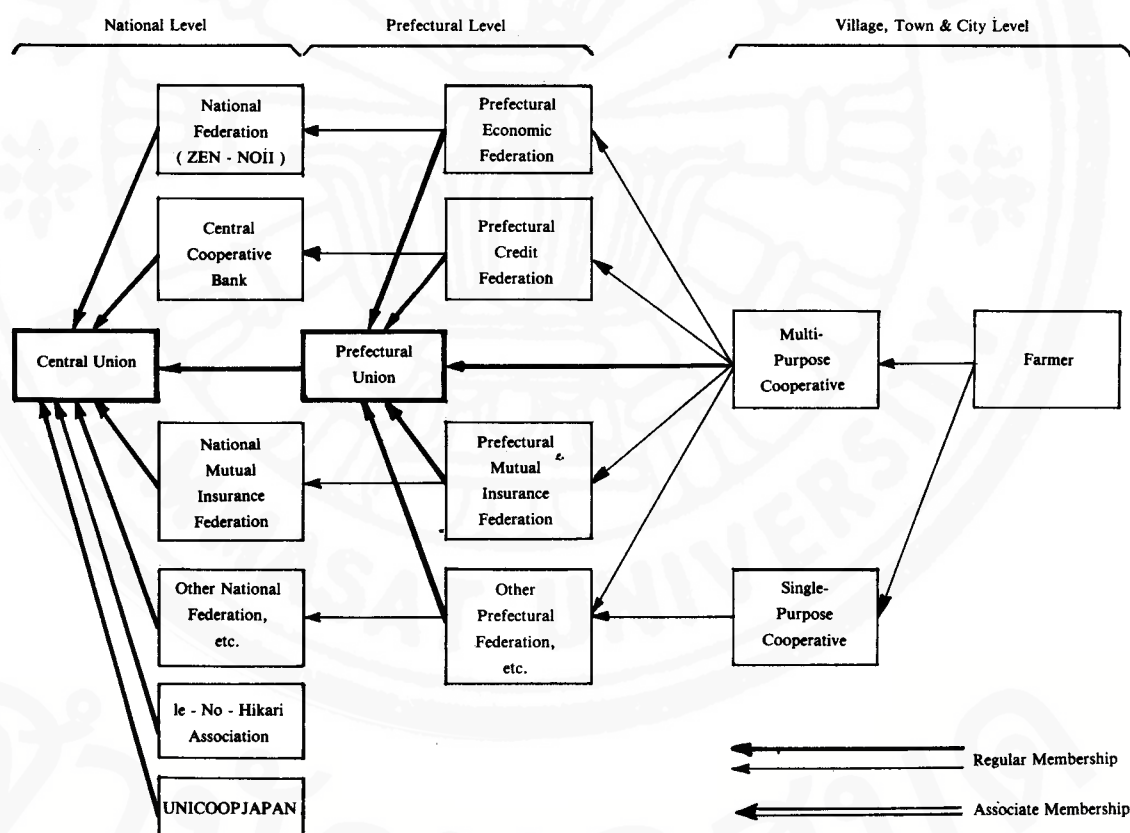 National Level
Prefectural Level
Village, Town & City Level
National
Federation
( ZEN - NOII )
Prefectural
Economic
Federation
Central
Cooperative
Bank
Prefectural
Credit
Federation
Central Union
Prefectural
Union
Multi-
Purpose
Cooperative
Farmer
National
Mutual
Insurance
Federation
Prefectural
Mutual
Insurance
Federation
Other National
Federation,
etc.
Other
Prefectural
Federation,
etc.
Single-
Purpose
Cooperative
le - No - Hikari
Association
UNICOOPJAPAN
Regular Membership
Associate Membership